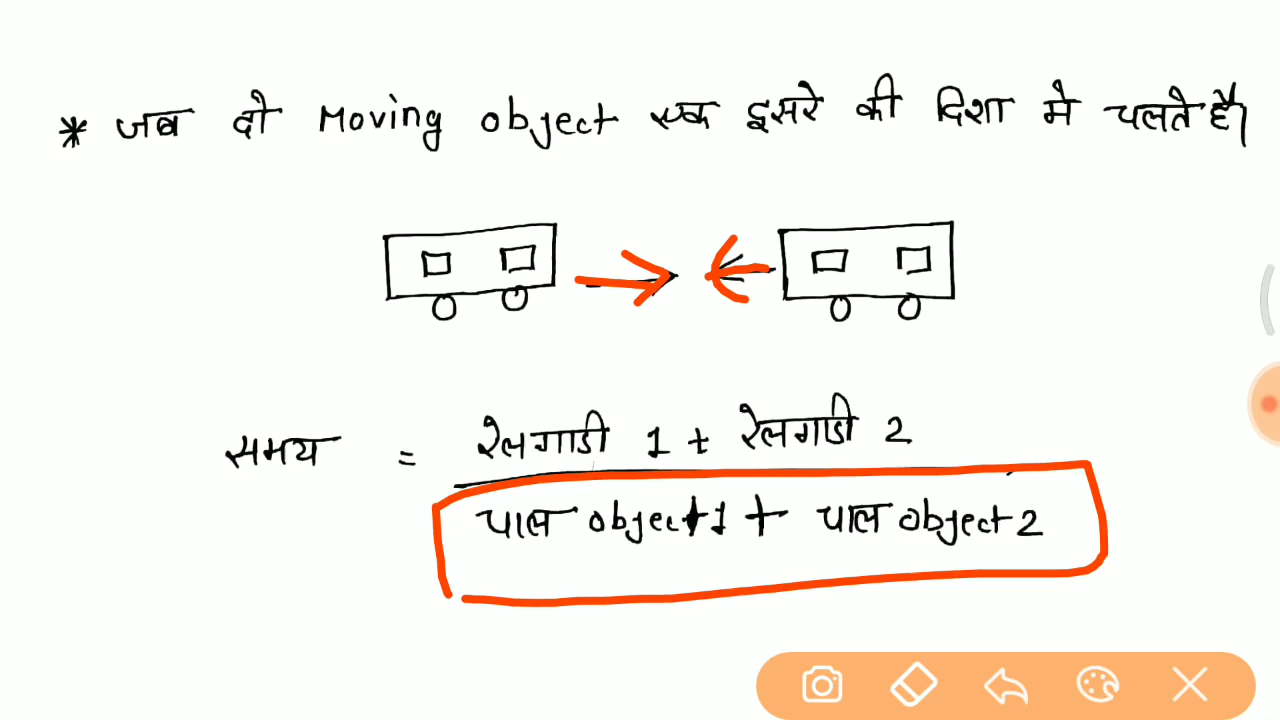 * जब दो Moving object एक दुसरे की दिशा मे चलते है।
समय = रेलगाडी 1 + रेलगाडी 2
चाल object 1 + चाल object 2